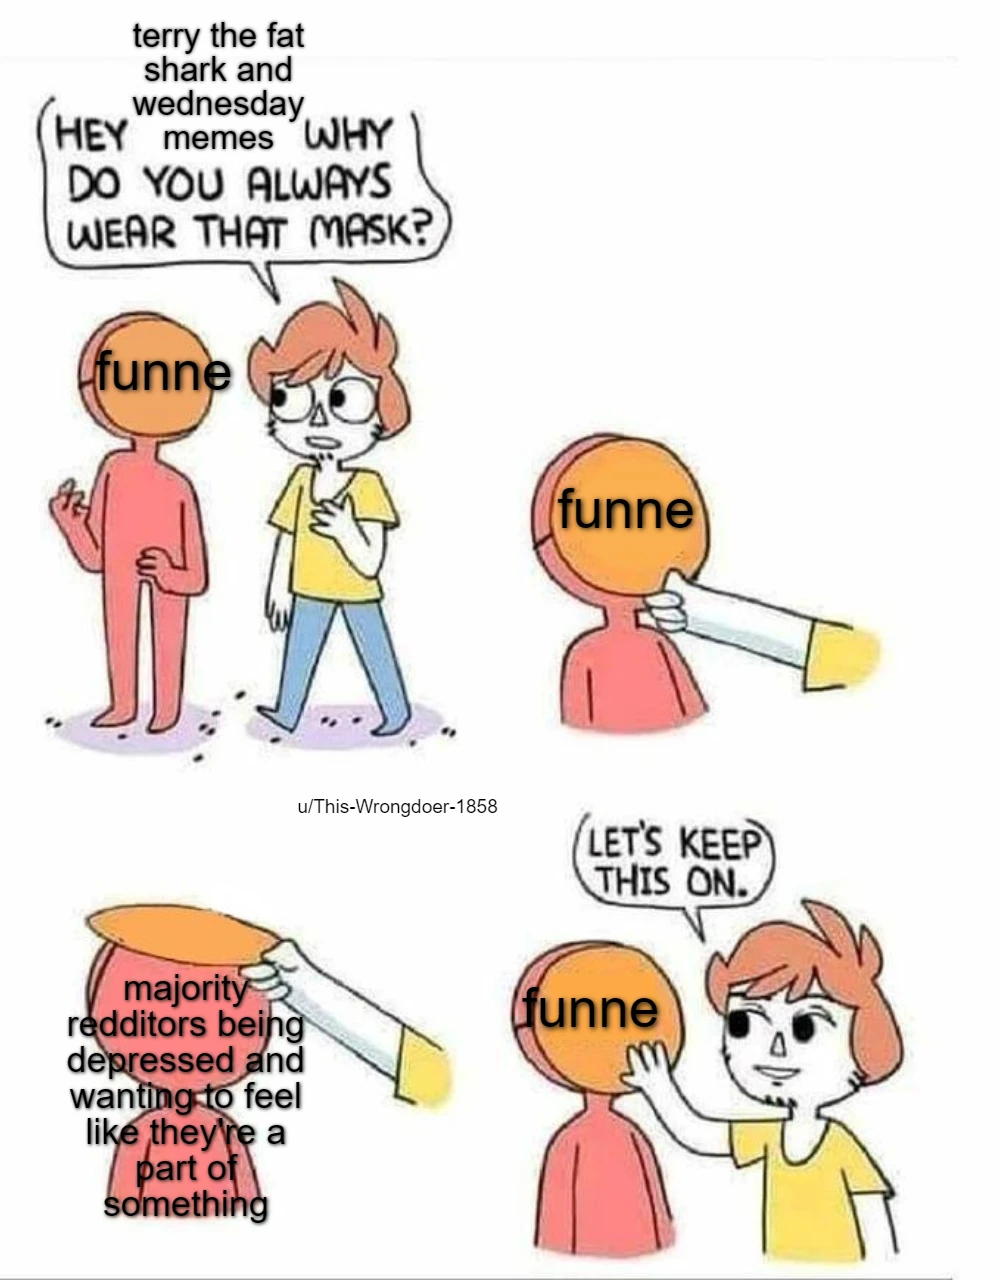 terry the fat
shark and
wednesday
HEY memes WHY
DO YOU ALWAYS
WEAR THAT MASK?
funne
funne
u/This-Wrongdoer-1858
LET'S KEEP
THIS ON.
majority
redditors being
depressed and
wanting to feel
like they're a
part of
something
funne